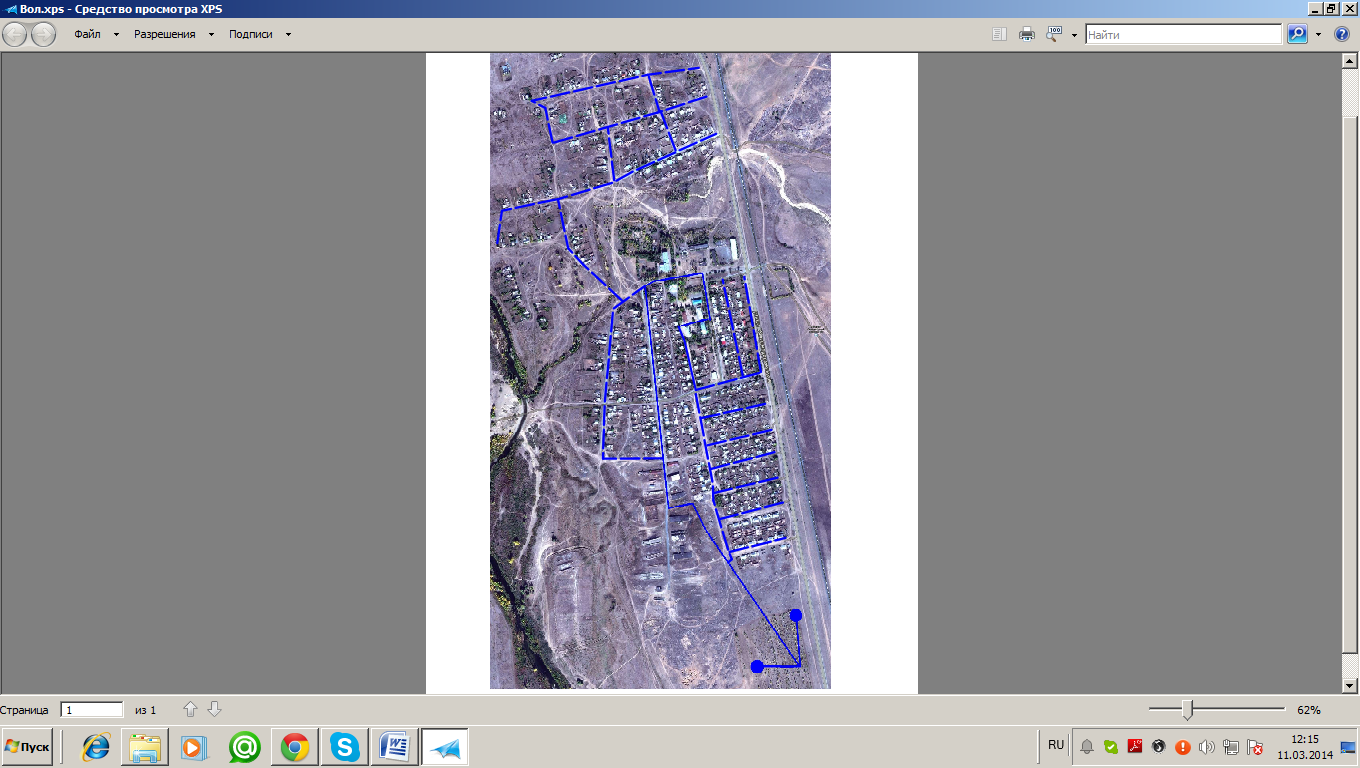 Вол.xps - Средство просмотра XPS
Файл Разрешения Подписи
100
Найти
Страница 1 из 1
62%
Пуск
RU
12:15
11.03.2014